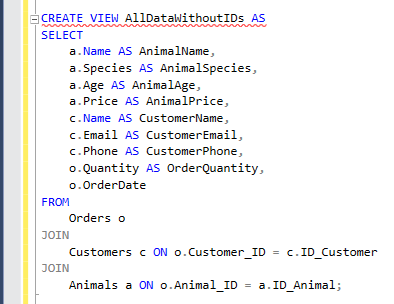 CREATE VIEW AllDataWithoutIDs AS
SELECT
    a.Name AS AnimalName,
    a.Species AS AnimalSpecies,
    a.Age AS AnimalAge,
    a.Price AS AnimalPrice,
    c.Name AS CustomerName,
    c.Email AS CustomerEmail,
    c.Phone AS CustomerPhone,
    o.Quantity AS OrderQuantity,
    o.OrderDate
FROM
    Orders o
JOIN
    Customers c ON o.Customer_ID = c.ID_Customer
JOIN
    Animals a ON o.Animal_ID = a.ID_Animal;